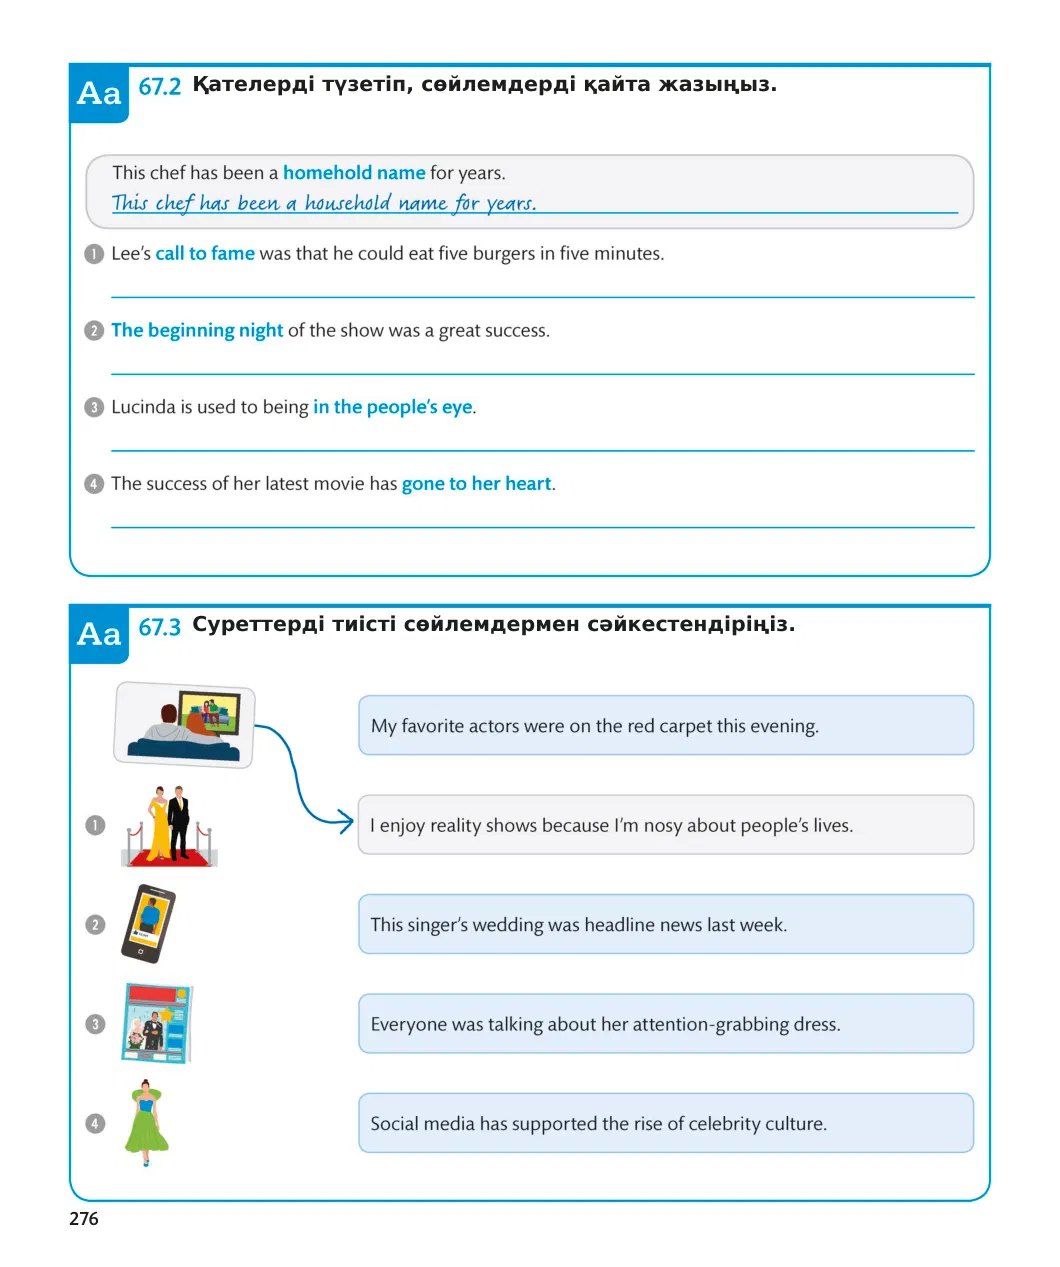 Aa 67.2 Қателерді түзетіп, сөйлемдерді қайта жазыңыз.
This chef has been a homehold name for years.
This chef has been a household name for years.
1 Lee’s call to fame was that he could eat five burgers in five minutes.
2 The beginning night of the show was a great success.
3 Lucinda is used to being in the people’s eye.
4 The success of her latest movie has gone to her heart.
Aa 67.3 Суреттерді тиісті сөйлемдермен сәйкестендіріңіз.
My favorite actors were on the red carpet this evening.
1 I enjoy reality shows because I’m nosy about people’s lives.
2 This singer’s wedding was headline news last week.
3 Everyone was talking about her attention-grabbing dress.
4 Social media has supported the rise of celebrity culture.
276